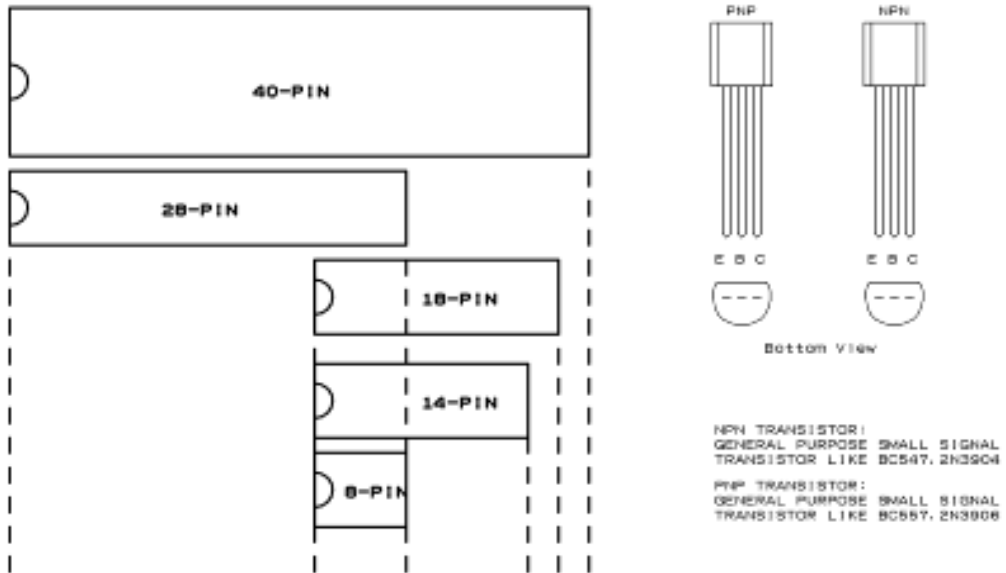 40-PIN
28-PIN
18-PIN
14-PIN
8-PIN
PNP NPN
E B C E B C
Bottom View
NPN TRANSISTOR:
GENERAL PURPOSE SMALL SIGNAL
TRANSISTOR LIKE BC547, 2N3904
PNP TRANSISTOR:
GENERAL PURPOSE SMALL SIGNAL
TRANSISTOR LIKE BC557, 2N3906